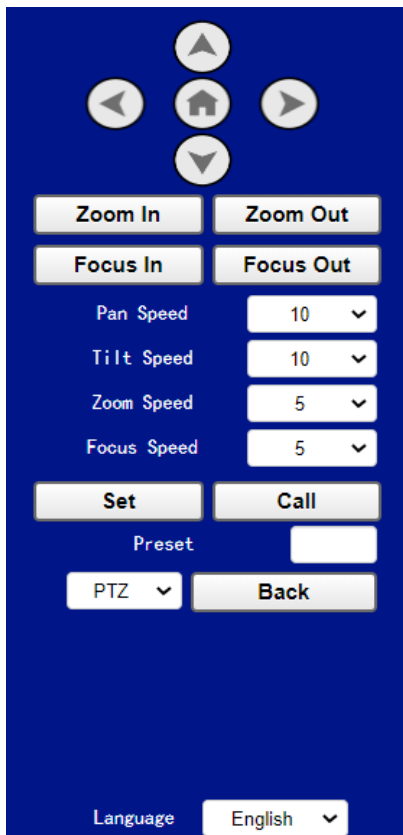 Zoom In Zoom Out
Focus In Focus Out
Pan Speed 10
Tilt Speed 10
Zoom Speed 5
Focus Speed 5
Set Call
Preset
PTZ Back
Language English